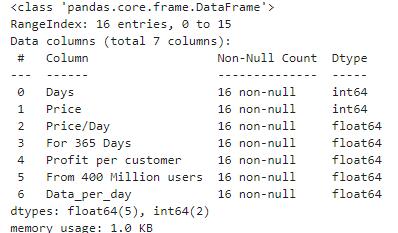 <class 'pandas.core.frame.DataFrame'>
RangeIndex: 16 entries, 0 to 15
Data columns (total 7 columns):
 #   Column                  Non-Null Count  Dtype
---  ------                  --------------  -----
 0   Days                    16 non-null     int64
 1   Price                   16 non-null     int64
 2   Price/Day               16 non-null     float64
 3   For 365 Days            16 non-null     float64
 4   Profit per customer     16 non-null     float64
 5   From 400 Million users  16 non-null     float64
 6   Data_per_day            16 non-null     float64
dtypes: float64(5), int64(2)
memory usage: 1.0 KB